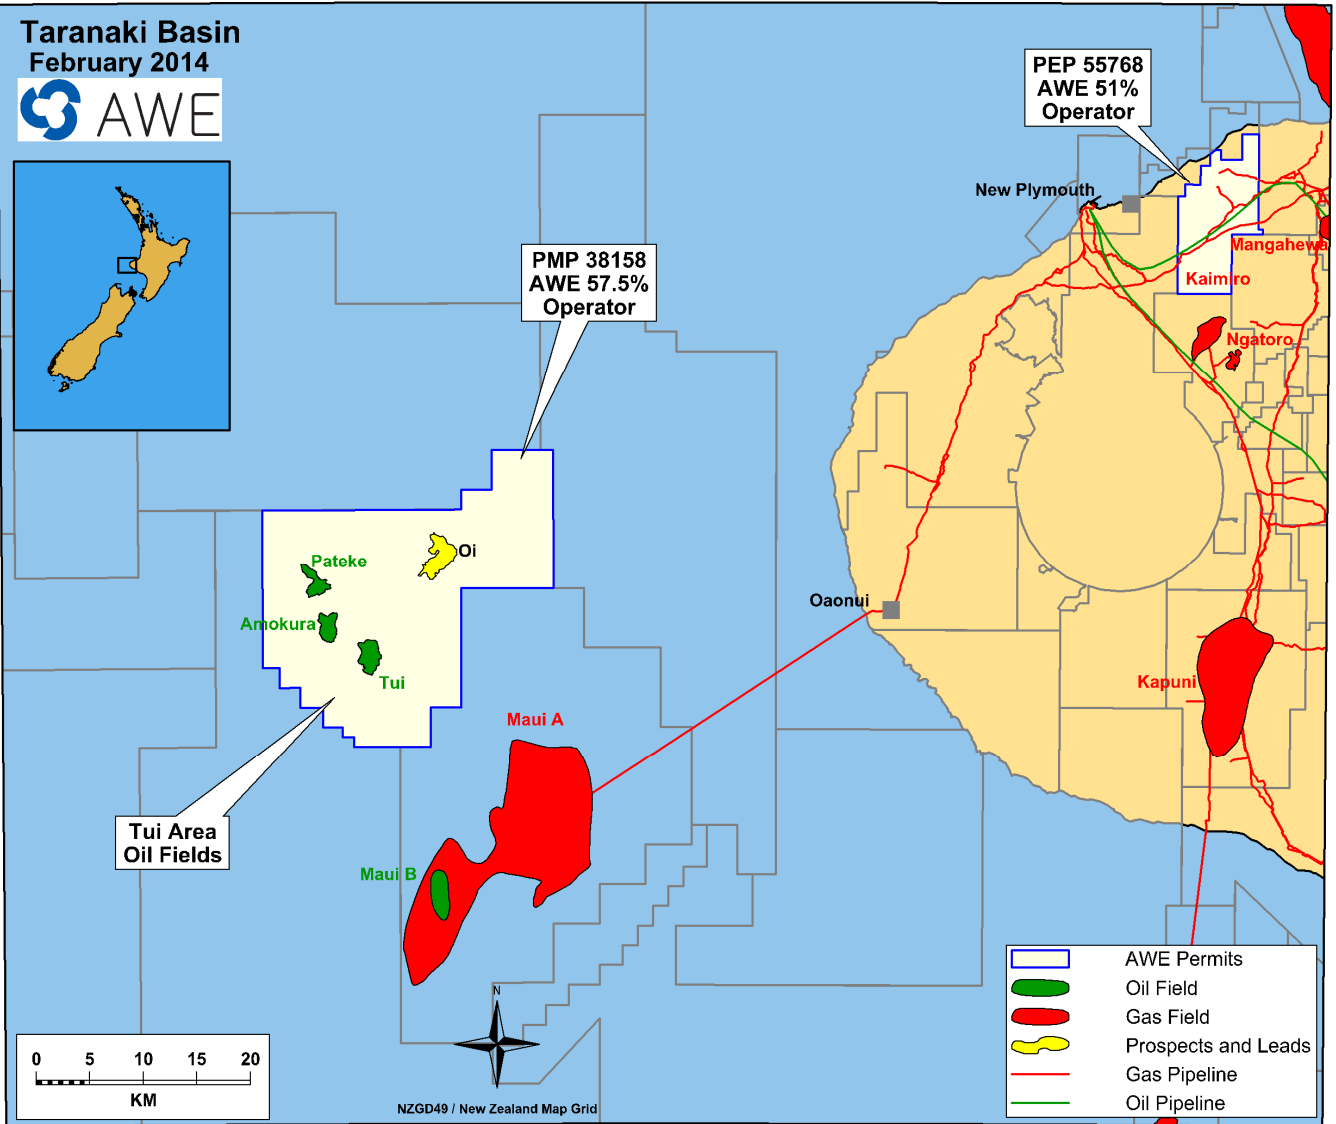 Taranaki Basin
February 2014
AWE
PEP 55768
AWE 51%
Operator
New Plymouth
Mangahewa
Kaimiro
Ngatoro
PMP 38158
AWE 57.5%
Operator
Oi
Pateke
Amokura
Tui
Oaonui
Kapuni
Maui A
Maui B
Tui Area
Oil Fields
N
0 5 10 15 20
KM
NZGD49 / New Zealand Map Grid
AWE Permits
Oil Field
Gas Field
Prospects and Leads
Gas Pipeline
Oil Pipeline